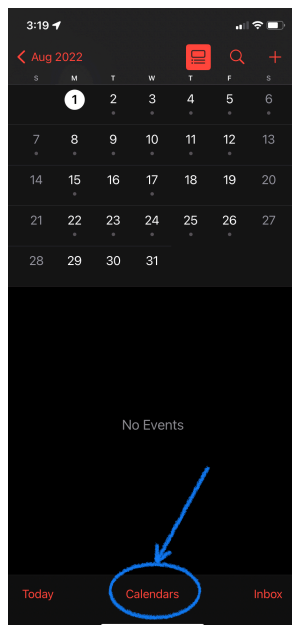 3:19
Aug 2022
S M T W T F S
1 2 3 4 5 6
7 8 9 10 11 12 13
14 15 16 17 18 19 20
21 22 23 24 25 26 27
28 29 30 31
No Events
Today Calendars Inbox